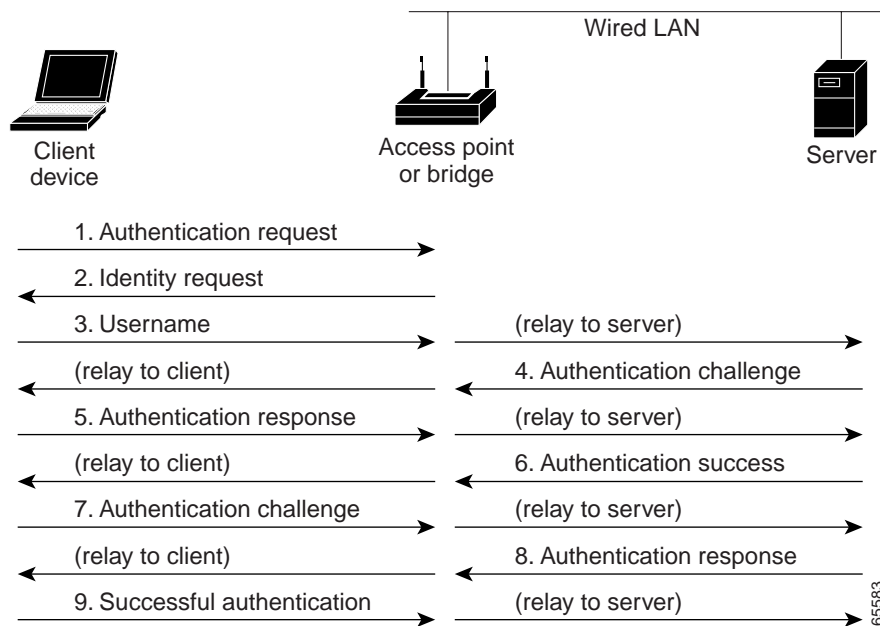 Wired LAN
Client
device
Access point
or bridge
Server
1. Authentication request
2. Identity request
3. Username
(relay to server)
(relay to client)
4. Authentication challenge
5. Authentication response
(relay to server)
(relay to client)
6. Authentication success
7. Authentication challenge
(relay to server)
(relay to client)
8. Authentication response
9. Successful authentication
(relay to server)
65583